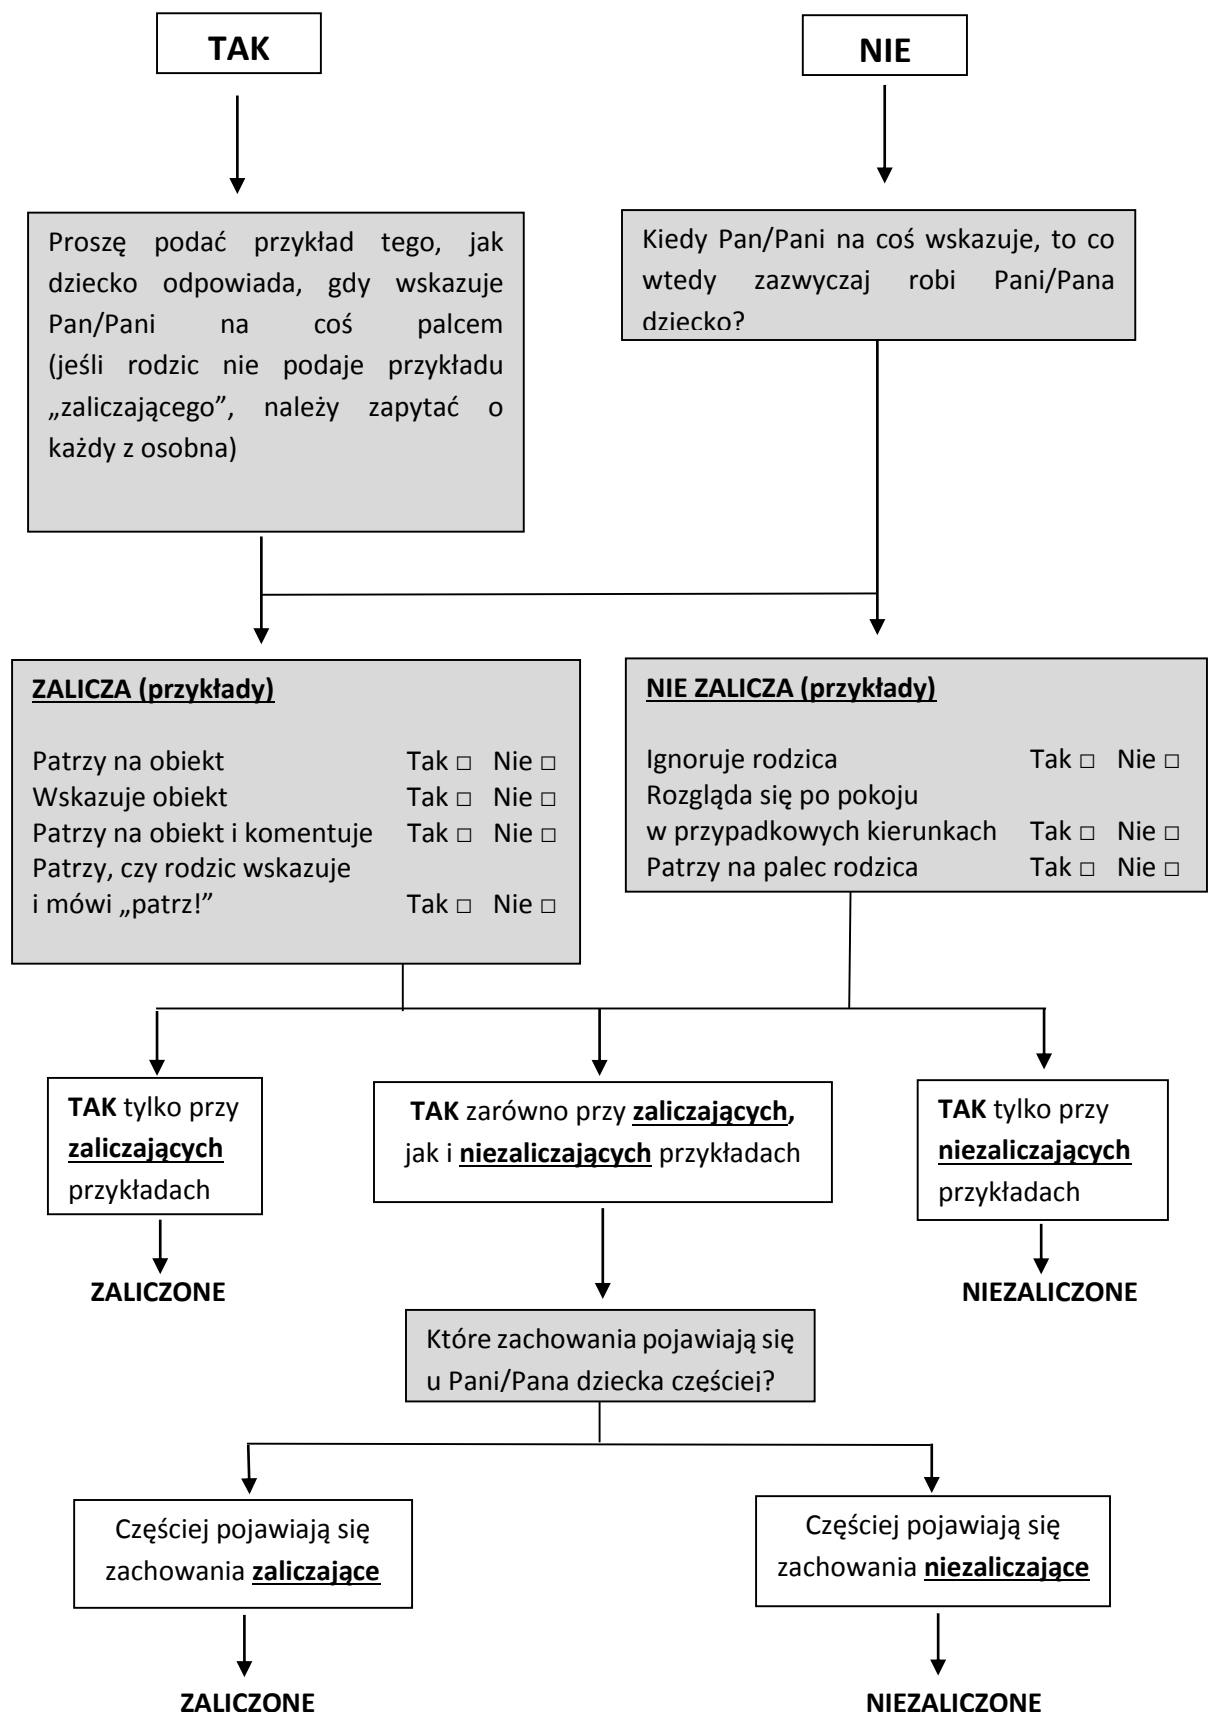 TAK
NIE
Proszę podać przykład tego, jak
dziecko odpowiada, gdy wskazuje
Pan/Pani na coś palcem
(jeśli rodzic nie podaje przykładu
„zaliczającego”, należy zapytać o
każdy z osobna)
Kiedy Pan/Pani na coś wskazuje, to co
wtedy zazwyczaj robi Pani/Pana
dziecko?
ZALICZA (przykłady)
Patrzy na obiekt Tak □ Nie □
Wskazuje obiekt Tak □ Nie □
Patrzy na obiekt i komentuje Tak □ Nie □
Patrzy, czy rodzic wskazuje
i mówi „patrz!” Tak □ Nie □
NIE ZALICZA (przykłady)
Ignoruje rodzica Tak □ Nie □
Rozgląda się po pokoju
w przypadkowych kierunkach Tak □ Nie □
Patrzy na palec rodzica Tak □ Nie □
TAK tylko przy
zaliczających
przykładach
TAK zarówno przy zaliczających,
jak i niezaliczających przykładach
TAK tylko przy
niezaliczających
przykładach
ZALICZONE
NIEZALICZONE
Które zachowania pojawiają się
u Pani/Pana dziecka częściej?
Częściej pojawiają się
zachowania zaliczające
Częściej pojawiają się
zachowania niezaliczające
ZALICZONE
NIEZALICZONE